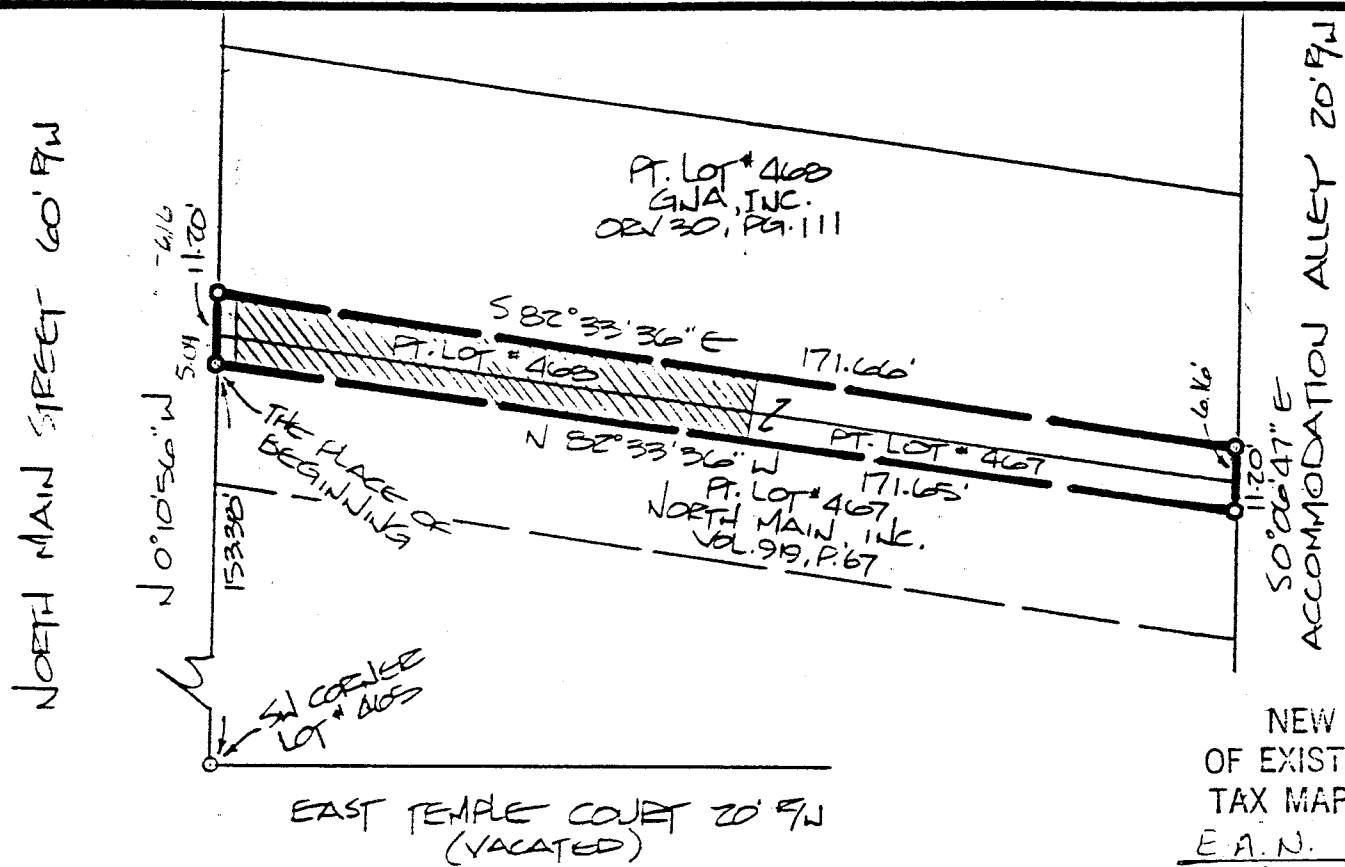 NORTH MAIN STREET 60' R/W
ACCOMMODATION ALLEY 20' R/W
PT. LOT # 468
GNA, INC.
ORV 30, PG. 111
6.16
11.20'
5.04
S 82°33'36" E
171.66'
PT. LOT # 468
N 0°10'56" W
THE PLACE OF
BEGINNING
N 82°33'36" W
171.65'
PT. LOT # 467
6.16'
11.20'
S 0°06'47" E
PT. LOT # 467
NORTH MAIN, INC.
VOL. 919, P. 67
153.30'
SW CORNER
LOT # 465
EAST TEMPLE COURT 20' R/W
(VACATED)
NEW
OF EXIST
TAX MAP
E.A.N.